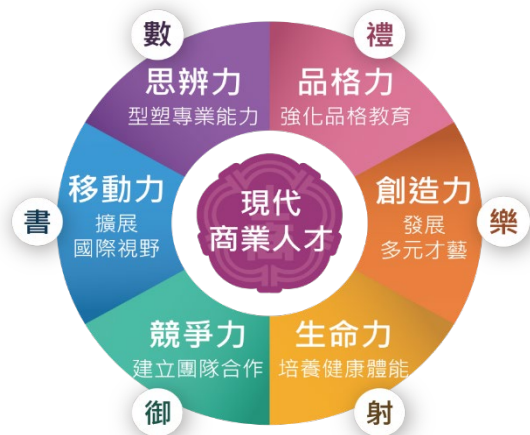 數
禮
思辨力
型塑專業能力
品格力
強化品格教育
書
移動力
擴展
國際視野
現代
商業人才
創造力
發展
多元才藝
樂
競爭力
建立團隊合作
生命力
培養健康體能
御
射